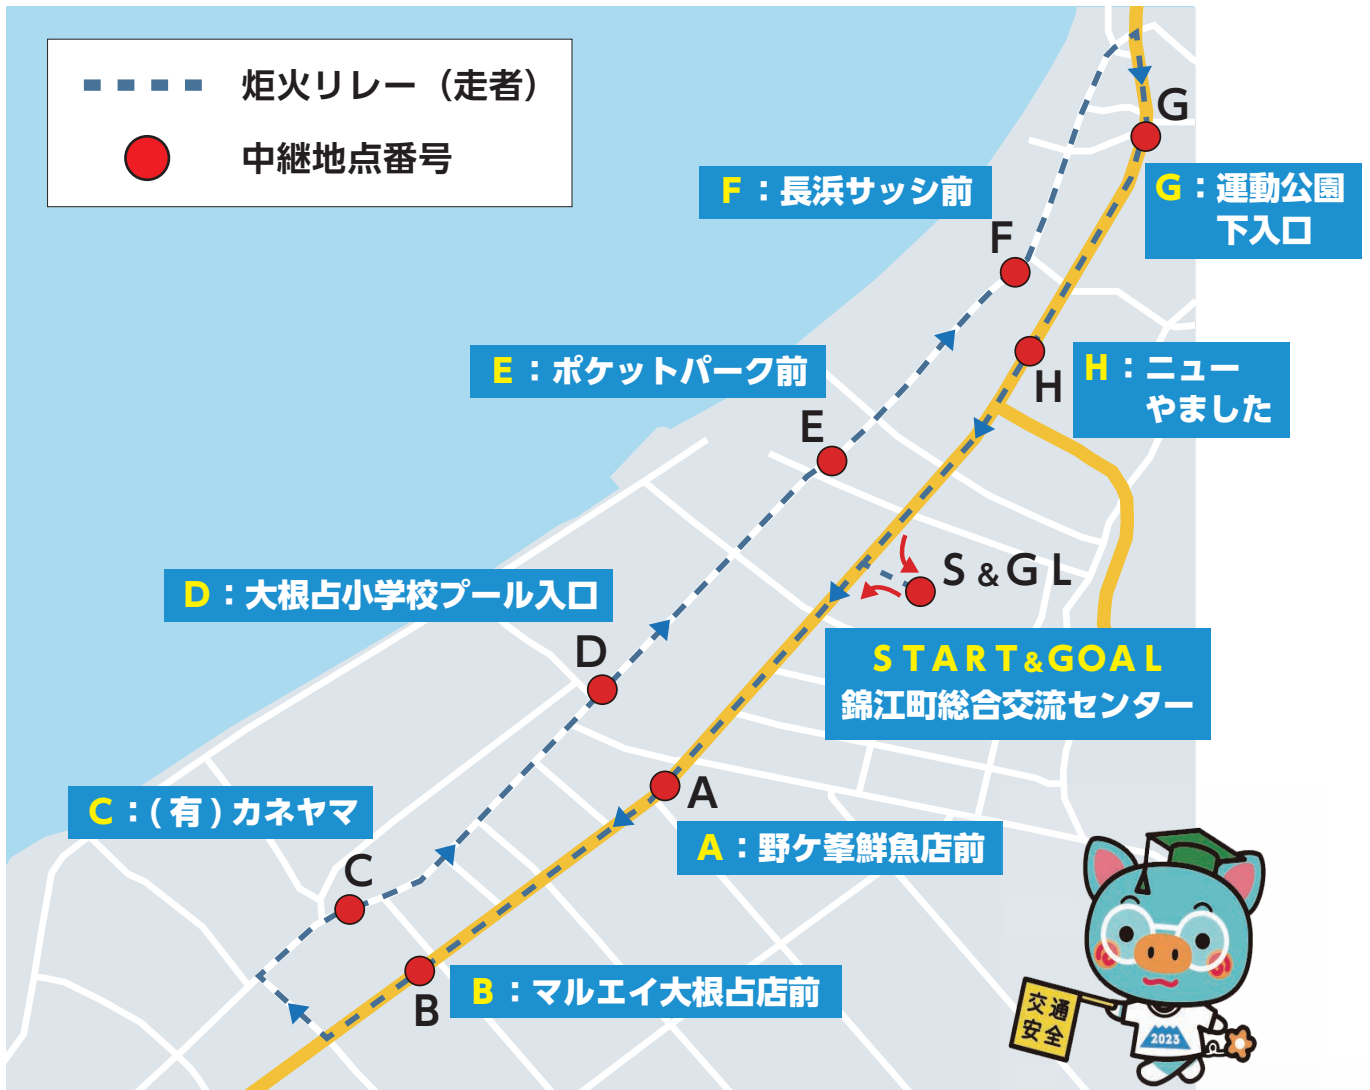 炬火リレー（走者）
中継地点番号
G
F：長浜サッシ前
G：運動公園
下入口
F
E：ポケットパーク前
H
H：ニュー
やました
E
S & G L
D：大根占小学校プール入口
D
START&GOAL
錦江町総合交流センター
A
C：(有)カネヤマ
A：野ケ峯鮮魚店前
C
B：マルエイ大根占店前
B
交通
安全
2023